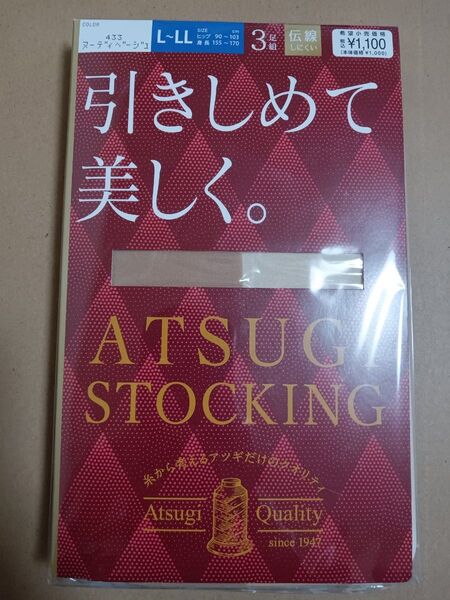 COLOR
433
ヌーディベージュ
L~LL
SIZE cm
ヒップ 90~103
身長 155~170
3足組
伝線しにくい
希望小売価格
税込 ¥1,100
(本体価格 ¥1,000)
引きしめて
美しく。
ATSUGI
STOCKING
糸から考えるアツギだけのクオリティ
Atsugi Quality
since 1947